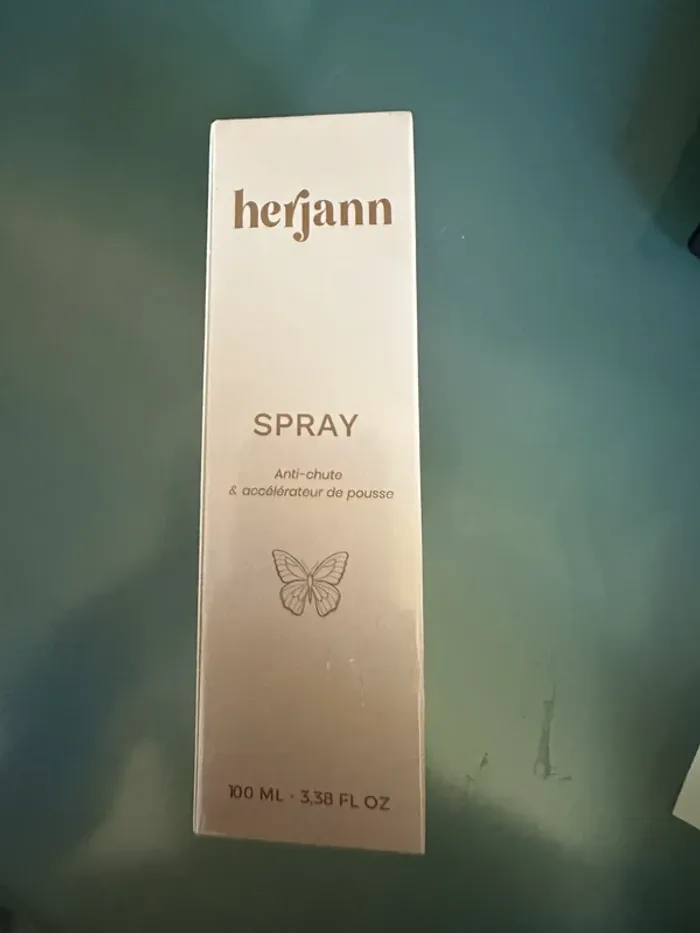 herjann
SPRAY
Anti-chute
& accélérateur de pousse
100 ML · 3,38 FL OZ